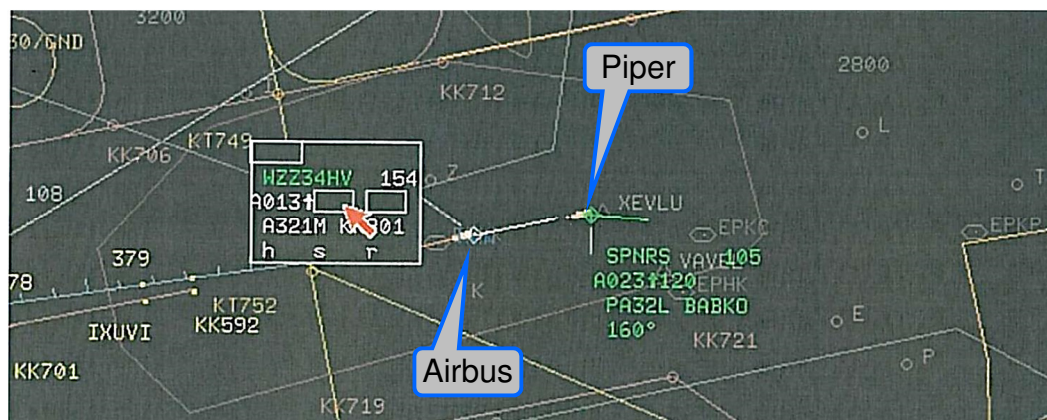 3200
30/GND
Piper
2800
KK712
KT749
KK706
L
Z
T
WZZ34HV 154
A013↑
A321M
h s r
108
XEVLU
EPKC
EPKP
379
78
SPNRS 105
VAVEL
A023↑120
EPHK
PA32L BABKO
160°
K
KT752
IXUVI
KK592
E
KK721
P
Airbus
KK701
KK719